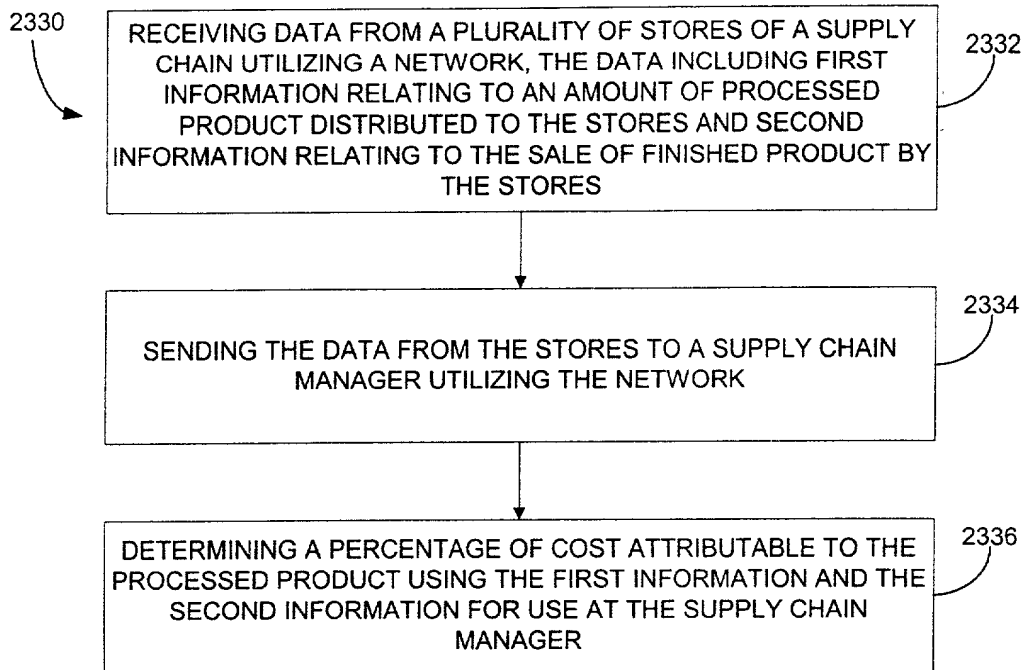 2330
RECEIVING DATA FROM A PLURALITY OF STORES OF A SUPPLY
CHAIN UTILIZING A NETWORK, THE DATA INCLUDING FIRST
INFORMATION RELATING TO AN AMOUNT OF PROCESSED
PRODUCT DISTRIBUTED TO THE STORES AND SECOND
INFORMATION RELATING TO THE SALE OF FINISHED PRODUCT BY
THE STORES
2332
SENDING THE DATA FROM THE STORES TO A SUPPLY CHAIN
MANAGER UTILIZING THE NETWORK
2334
DETERMINING A PERCENTAGE OF COST ATTRIBUTABLE TO THE
PROCESSED PRODUCT USING THE FIRST INFORMATION AND THE
SECOND INFORMATION FOR USE AT THE SUPPLY CHAIN
MANAGER
2336